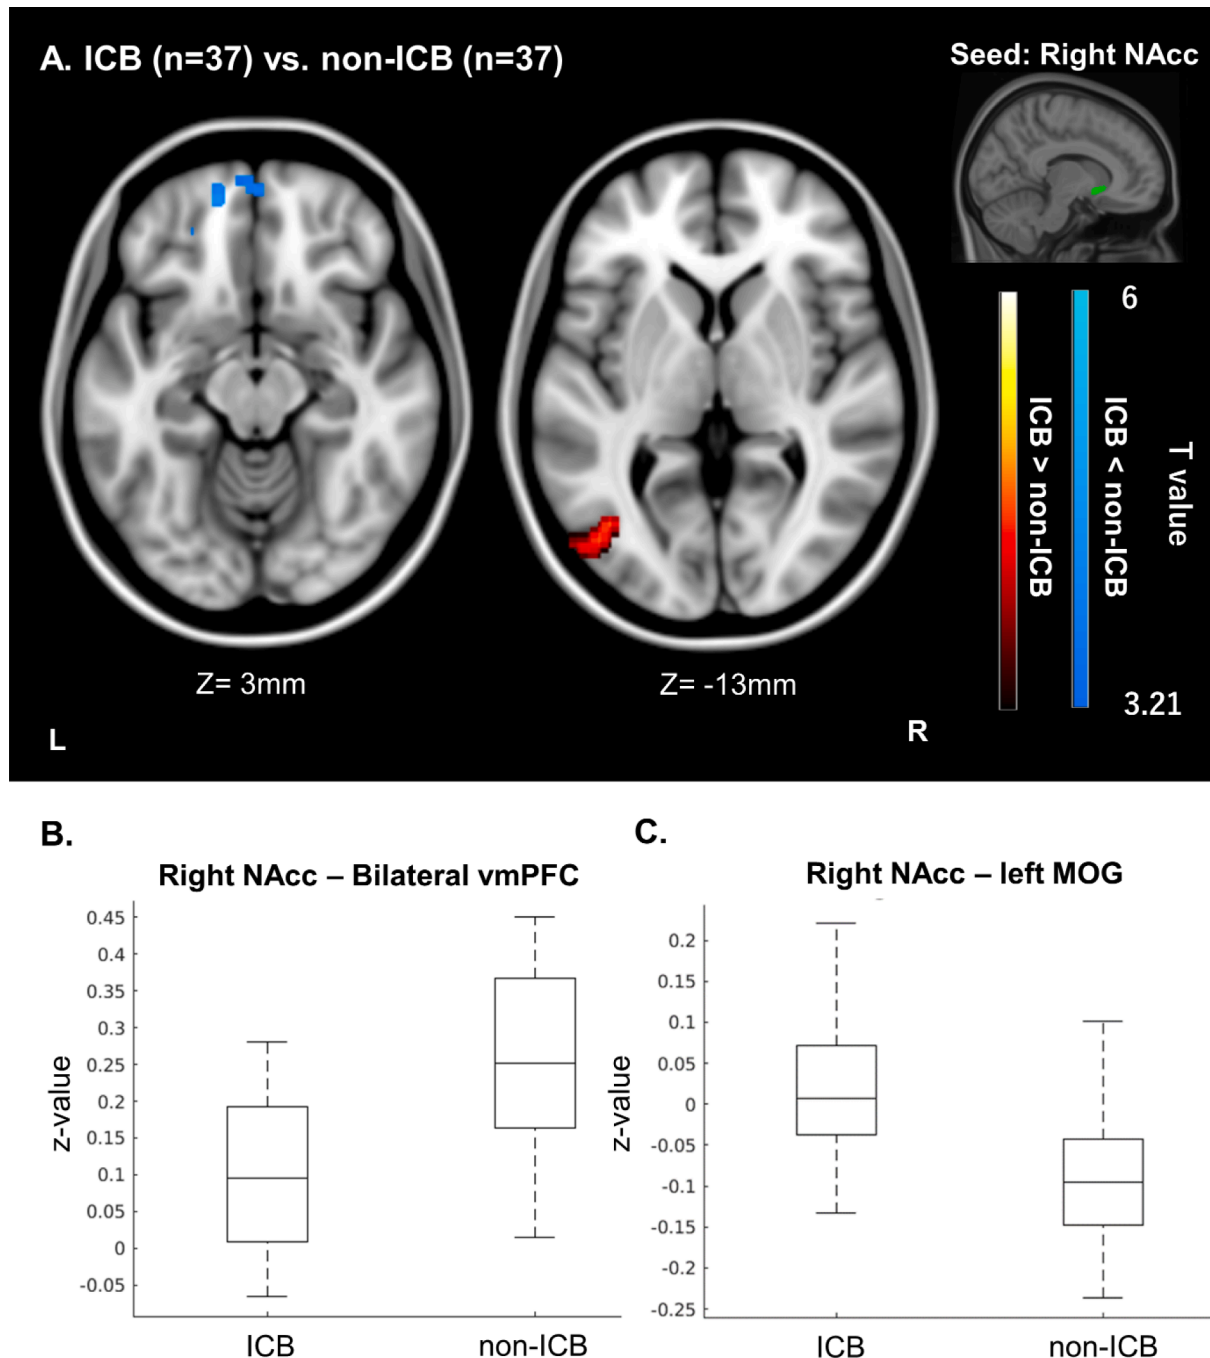 A. ICB (n=37) vs. non-ICB (n=37)
Seed: Right NAcc
6
ICB > non-ICB
ICB < non-ICB
T value
3.21
Z= 3mm
Z= -13mm
L
R
B.
Right NAcc – Bilateral vmPFC
z-value
0.45
0.4
0.35
0.3
0.25
0.2
0.15
0.1
0.05
0
-0.05
ICB
non-ICB
C.
Right NAcc – left MOG
z-value
0.2
0.15
0.1
0.05
0
-0.05
-0.1
-0.15
-0.2
-0.25
ICB
non-ICB